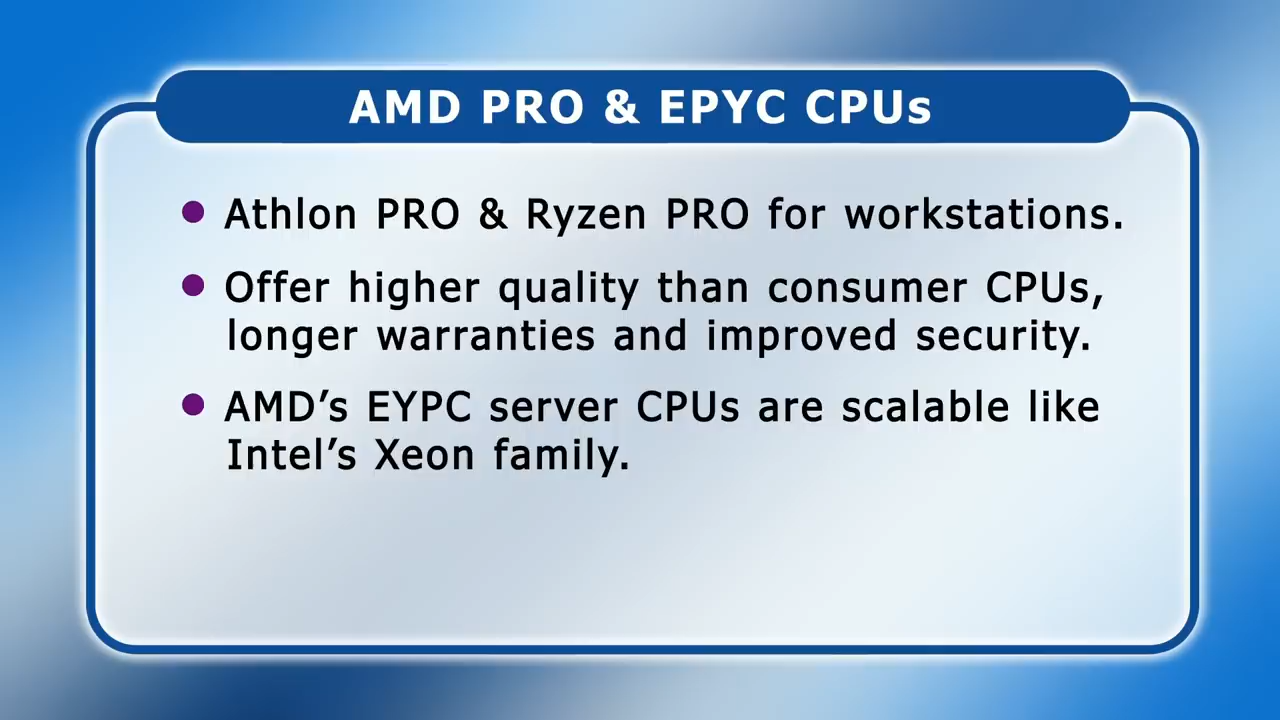 AMD PRO & EPYC CPUs
Athlon PRO & Ryzen PRO for workstations.
Offer higher quality than consumer CPUs,
longer warranties and improved security.
AMD’s EYPC server CPUs are scalable like
Intel’s Xeon family.